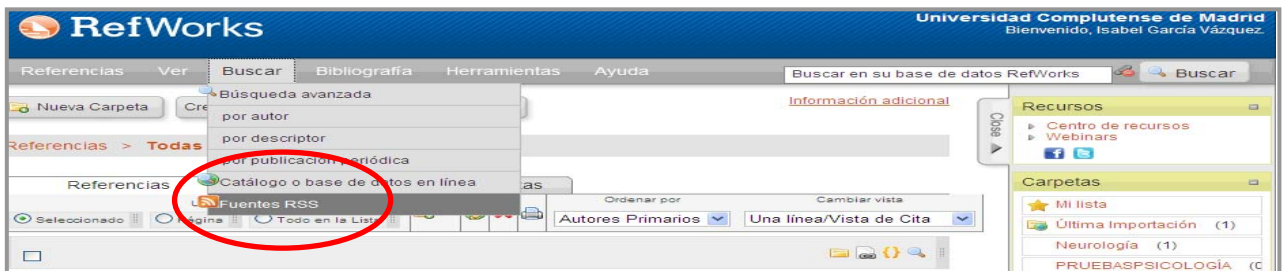 RefWorks
Universidad Complutense de Madrid
Bienvenido, Isabel García Vázquez.
Referencias Ver Buscar Bibliografía Herramientas Ayuda
Buscar en su base de datos RefWorks Buscar
Nueva Carpeta Cre
Información adicional
Búsqueda avanzada
por autor
por descriptor
por publicación periódica
Catálogo o base de datos en línea
Fuentes RSS
Referencias > Todas
Referencias as
Seleccionado Página Todo en la Lista
Ordenar por
Autores Primarios
Cambiar vista
Una línea/Vista de Cita
Close
Recursos
Centro de recursos
Webinars
Carpetas
Mi lista
Última Importación (1)
Neurología (1)
PRUEBASPSICOLOGÍA